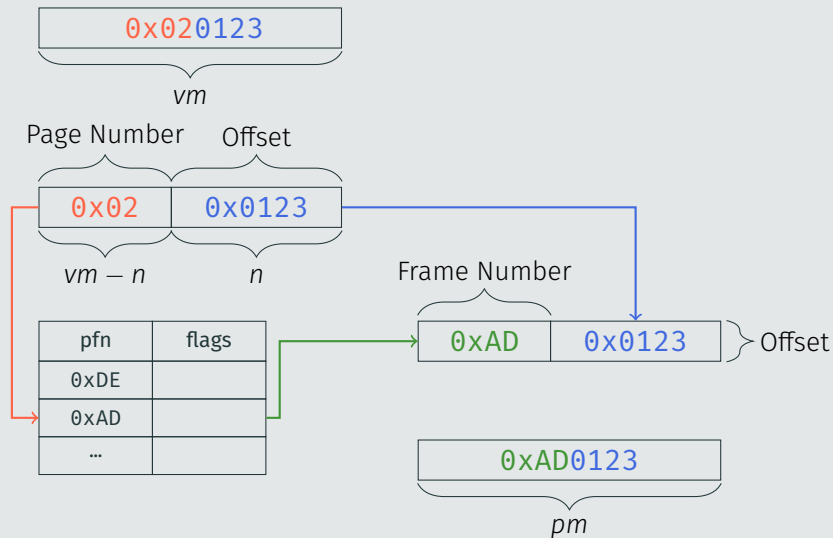 0x020123
vm
Page Number Offset
0x02 0x0123
vm − n n
Frame Number
pfn flags
0xAD 0x0123 Offset
0xDE
0xAD
…
0xAD0123
pm